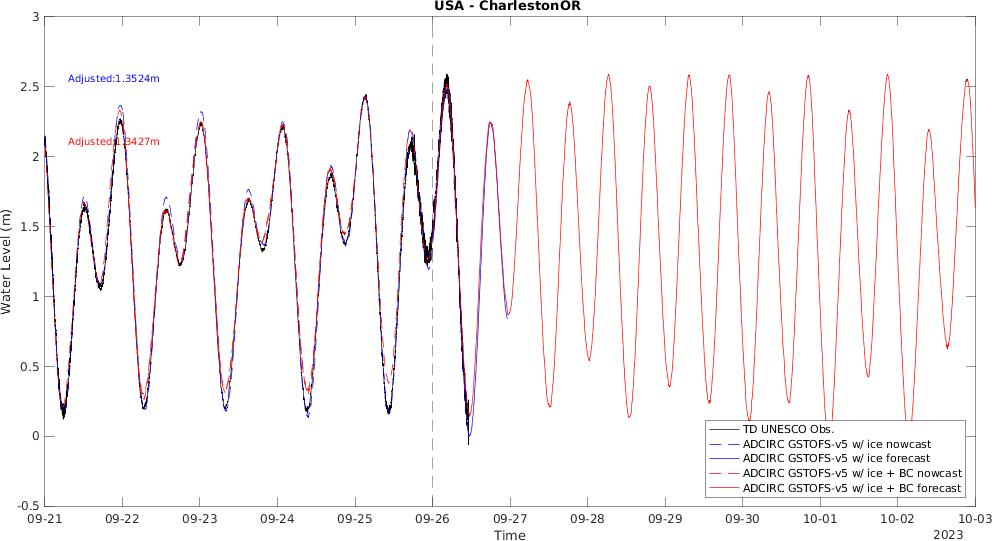 USA - CharlestonOR
3
2.5
2
1.5
1
0.5
0
-0.5
Water Level (m)
Adjusted:1.3524m
Adjusted:1.3427m
TD UNESCO Obs.
ADCIRC GSTOFS-v5 w/ ice nowcast
ADCIRC GSTOFS-v5 w/ ice forecast
ADCIRC GSTOFS-v5 w/ ice + BC nowcast
ADCIRC GSTOFS-v5 w/ ice + BC forecast
09-21 09-22 09-23 09-24 09-25 09-26 09-27 09-28 09-29 09-30 10-01 10-02 10-03
Time
2023